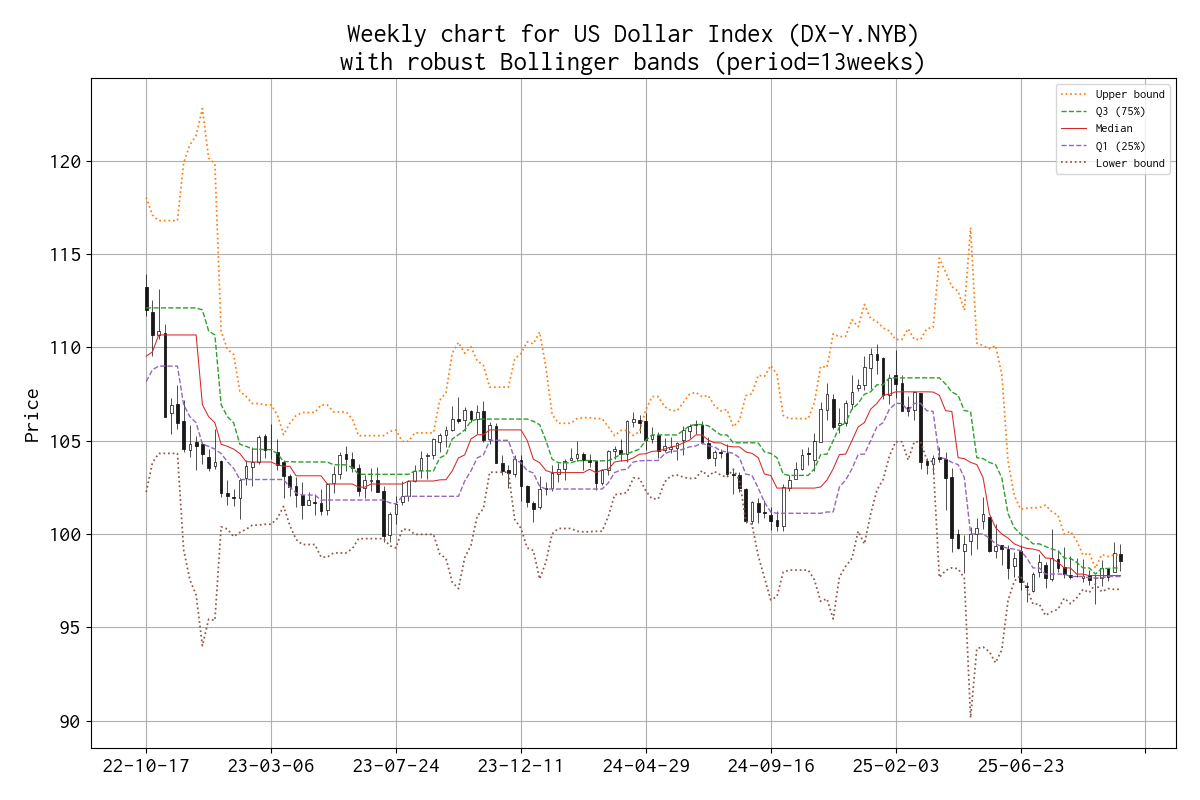 Weekly chart for US Dollar Index (DX-Y.NYB)
with robust Bollinger bands (period=13weeks)
Upper bound
Q3 (75%)
Median
Q1 (25%)
Lower bound
Price
120
115
110
105
100
95
90
22-10-17 23-03-06 23-07-24 23-12-11 24-04-29 24-09-16 25-02-03 25-06-23